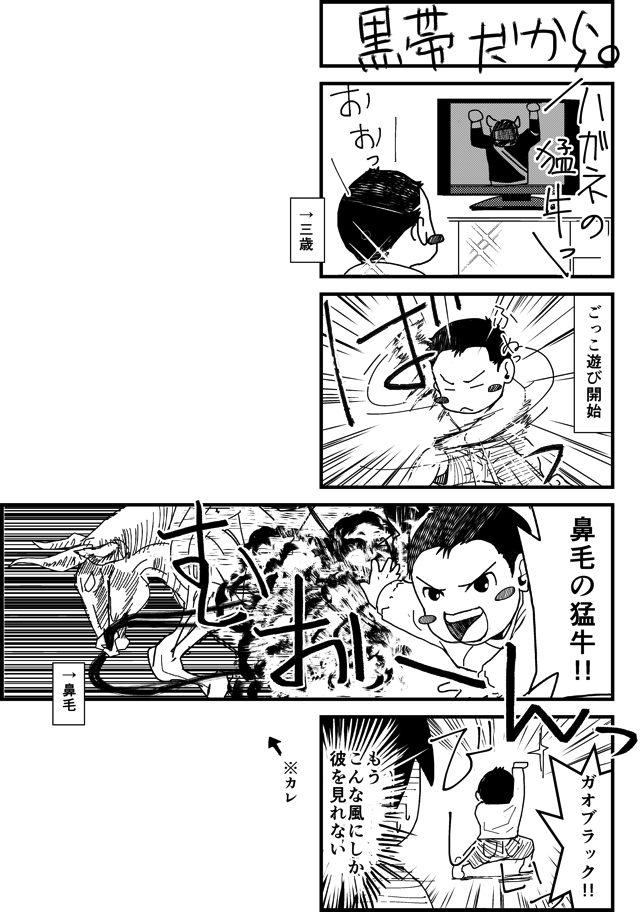 黒帯だから。
ハガネの
猛牛っ
おおっ
→三歳
ごっこ遊び開始
ばっ
鼻毛の猛牛!!
むおおーーんっ
→鼻毛
ガオブラック!!
もう
こんな風にしか
彼を見れない
※カレ